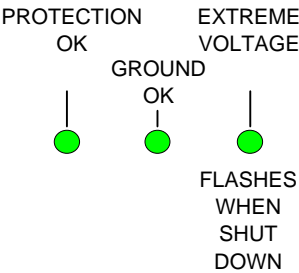 PROTECTION
OK
GROUND
OK
EXTREME
VOLTAGE
FLASHES
WHEN
SHUT
DOWN